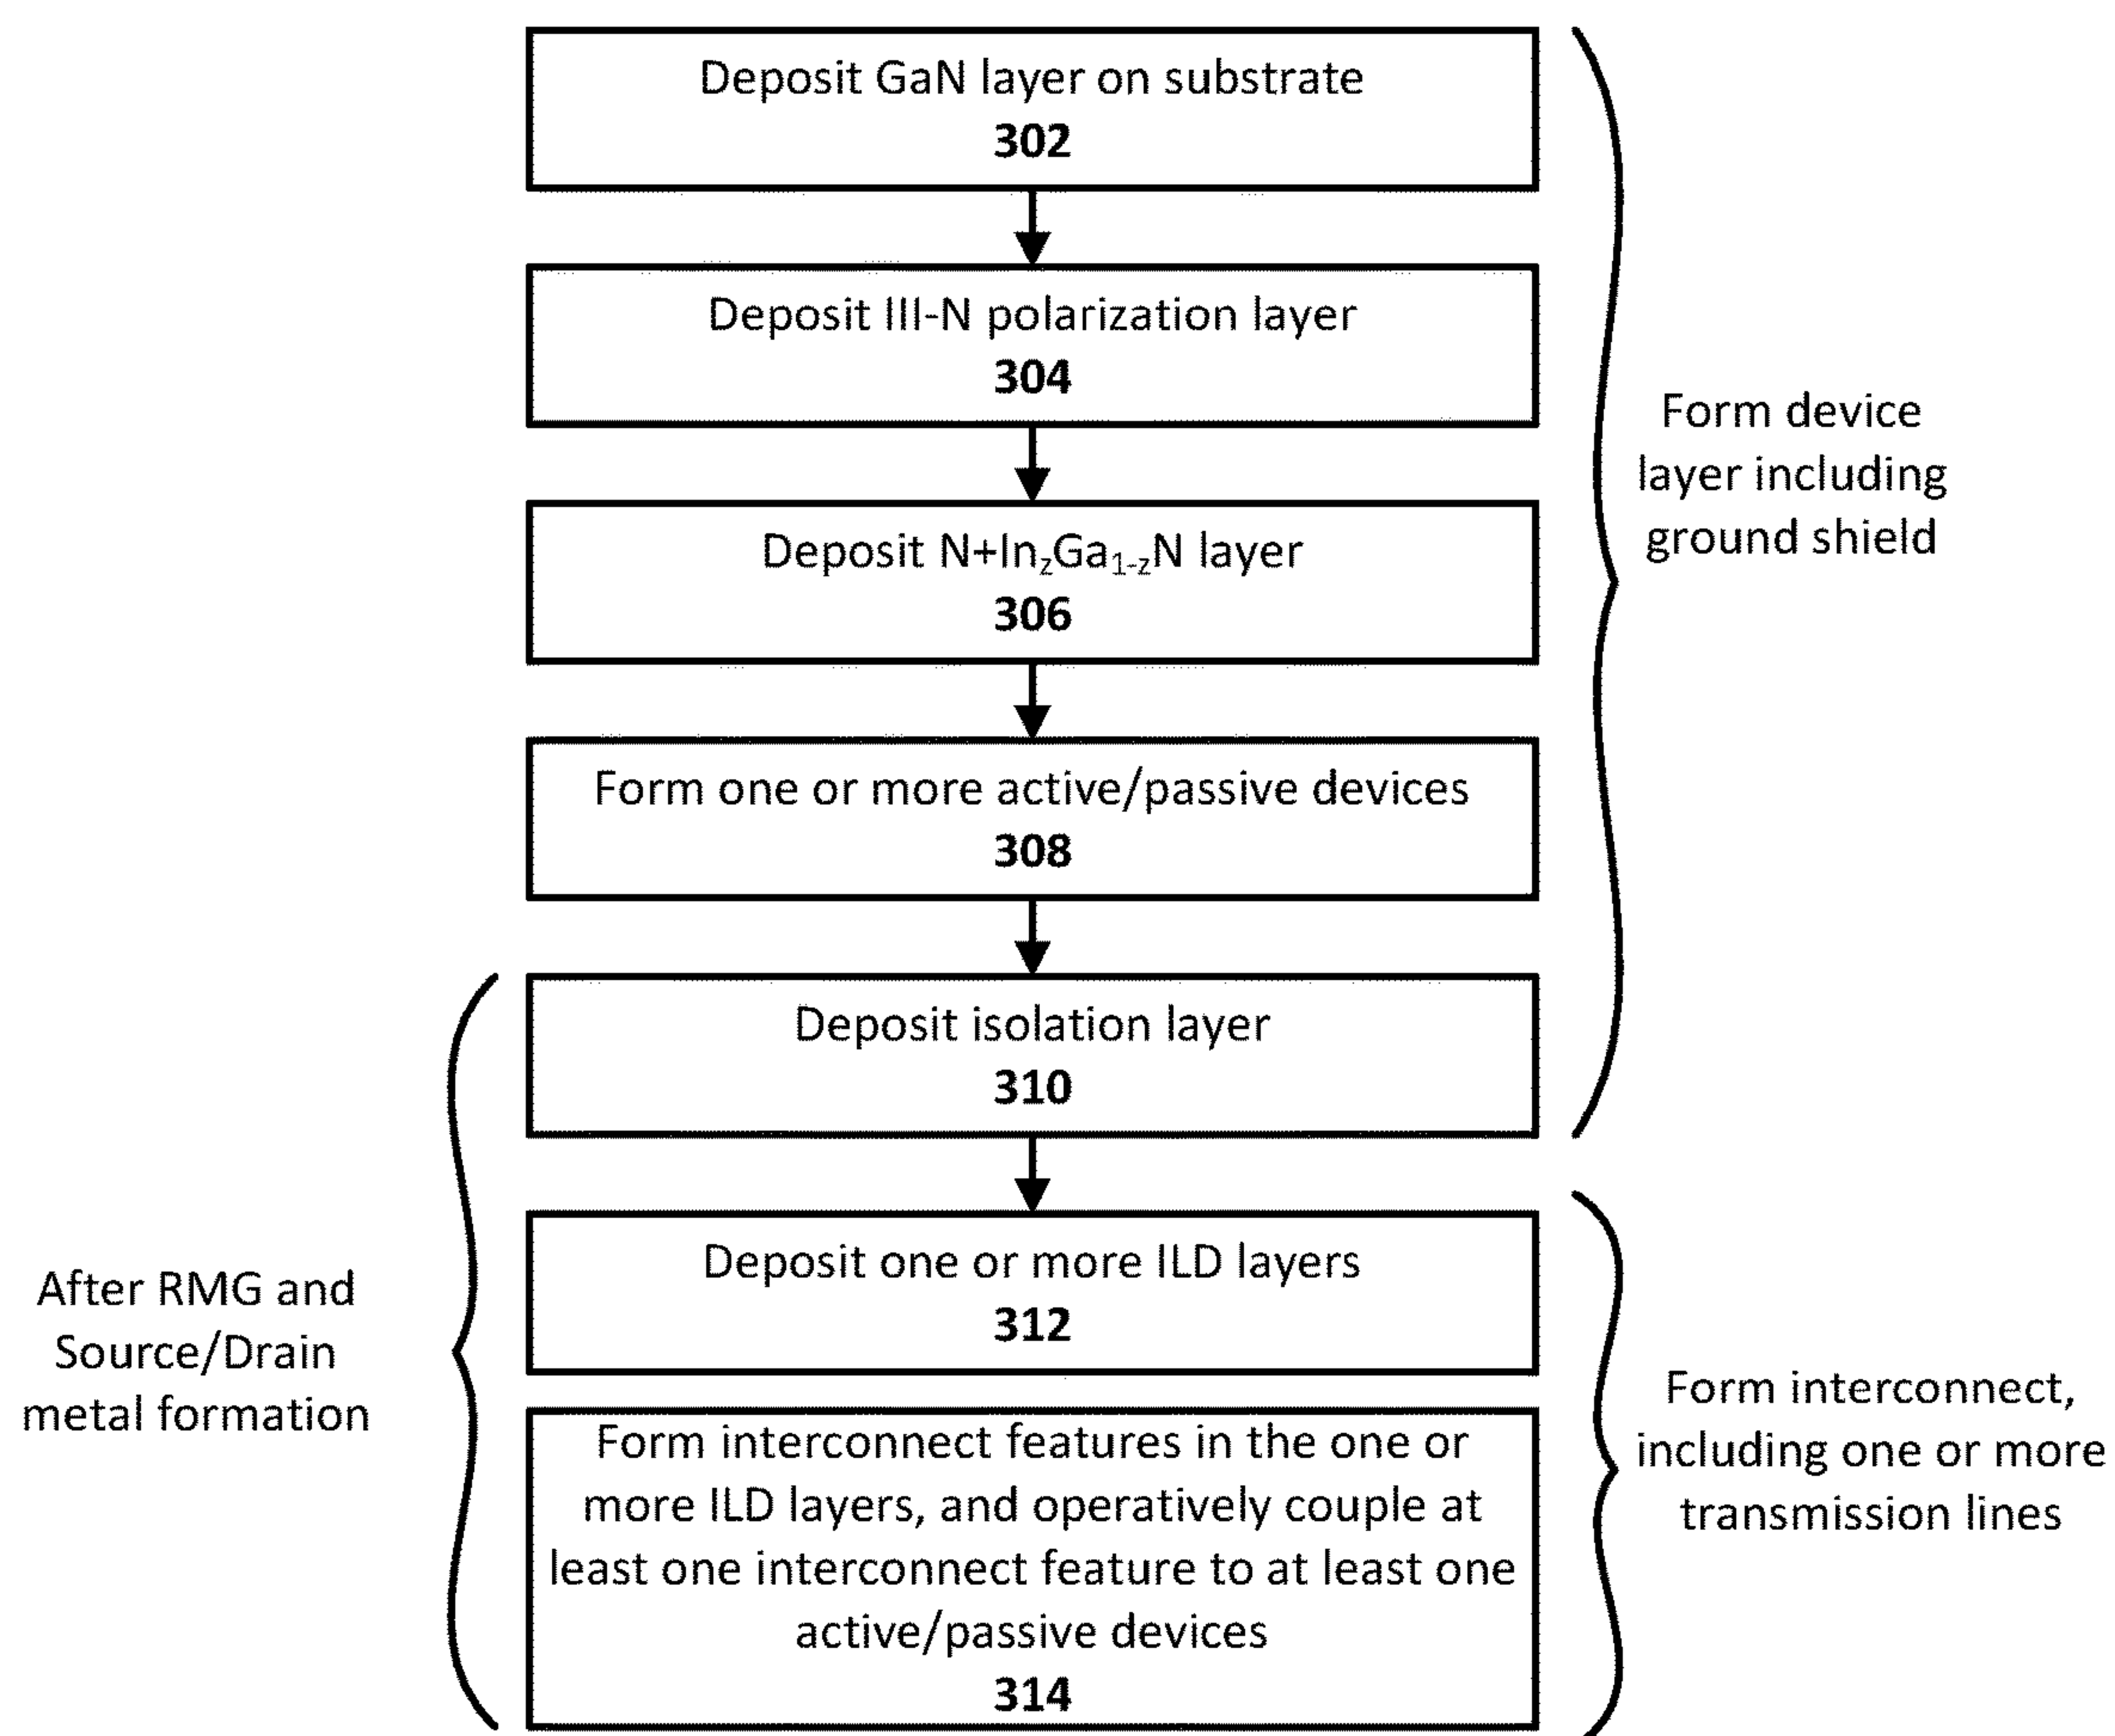 Deposit GaN layer on substrate
302
Deposit III-N polarization layer
304
Deposit N+In₂Ga₁₋₂N layer
306
Form one or more active/passive devices
308
Deposit isolation layer
310
Deposit one or more ILD layers
312
Form interconnect features in the one or
more ILD layers, and operatively couple at
least one interconnect feature to at least one
active/passive devices
314
Form device
layer including
ground shield
After RMG and
Source/Drain
metal formation
Form interconnect,
including one or more
transmission lines